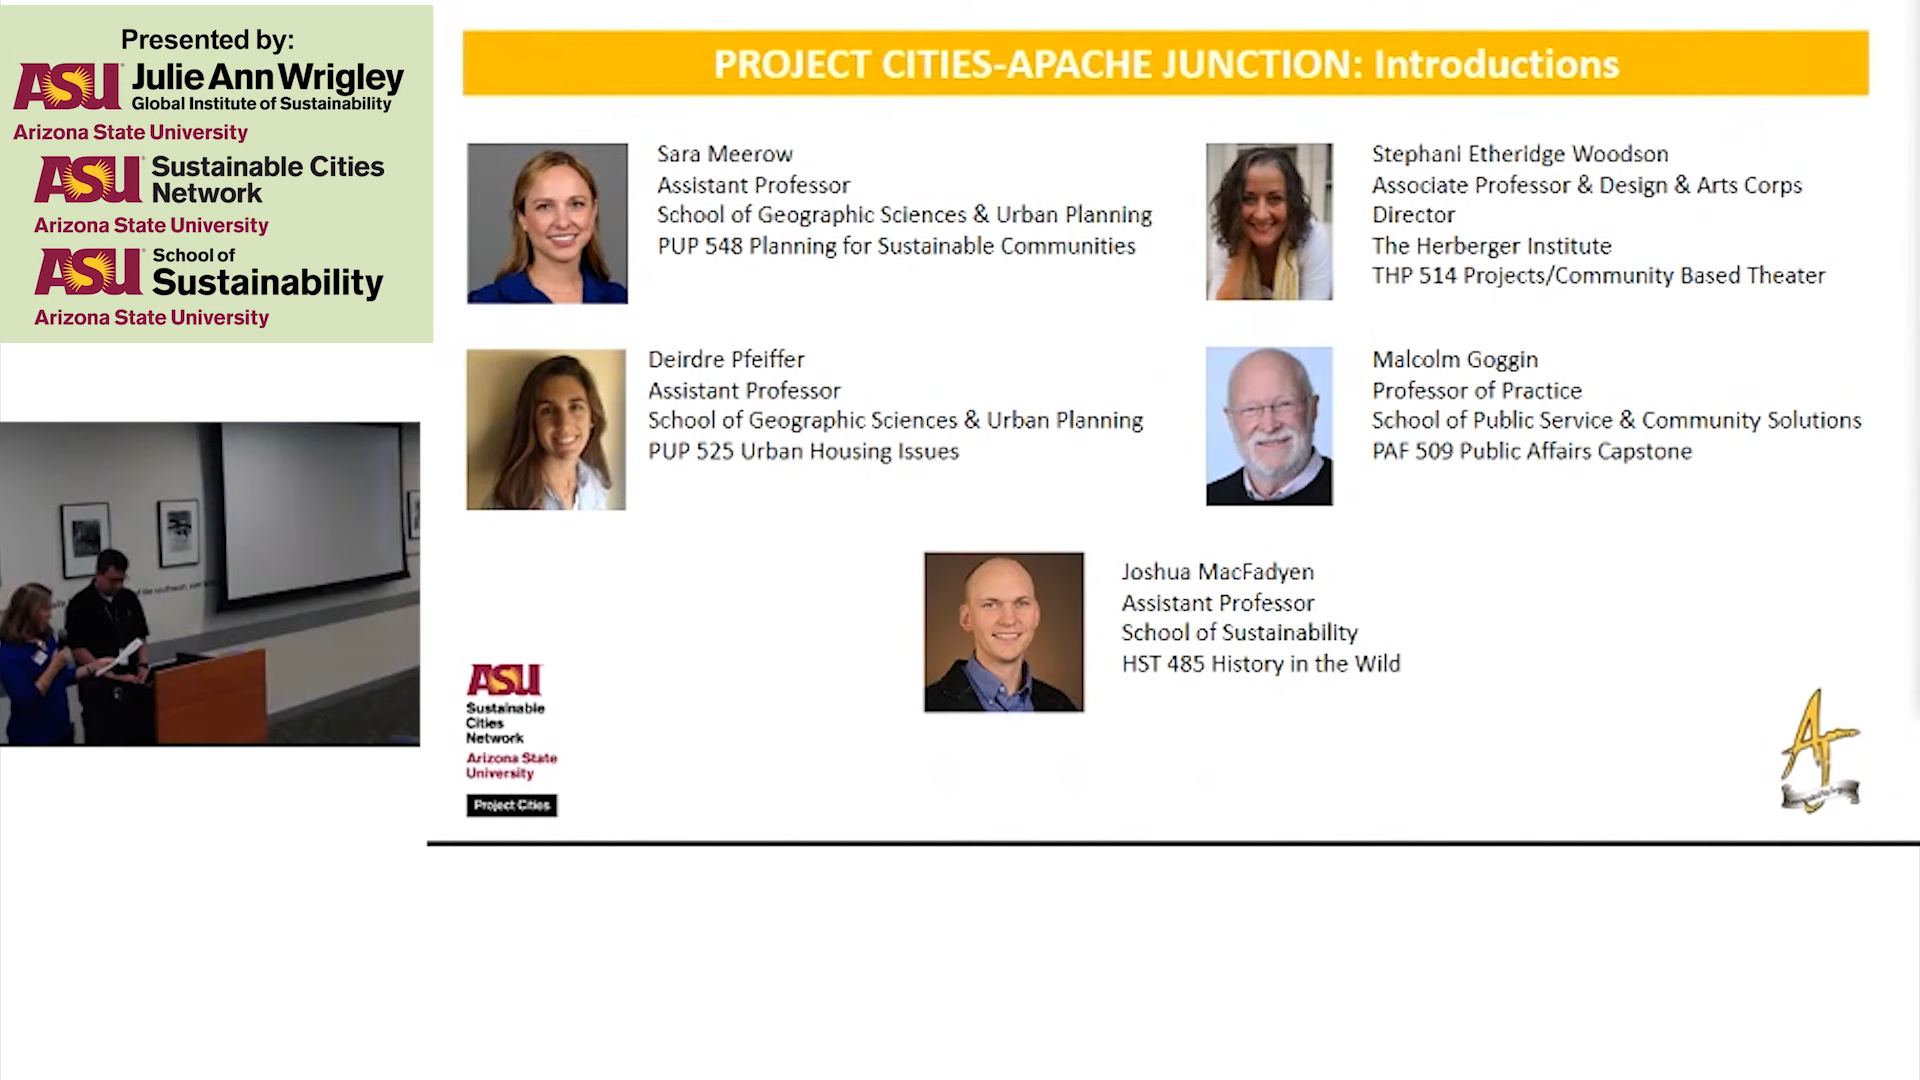 Presented by:
ASU Julie Ann Wrigley
Global Institute of Sustainability
Arizona State University
ASU Sustainable Cities
Network
Arizona State University
ASU School of
Sustainability
Arizona State University
PROJECT CITIES-APACHE JUNCTION: Introductions
Sara Meerow
Assistant Professor
School of Geographic Sciences & Urban Planning
PUP 548 Planning for Sustainable Communities
Stephani Etheridge Woodson
Associate Professor & Design & Arts Corps
Director
The Herberger Institute
THP 514 Projects/Community Based Theater
Deirdre Pfeiffer
Assistant Professor
School of Geographic Sciences & Urban Planning
PUP 525 Urban Housing Issues
Malcolm Goggin
Professor of Practice
School of Public Service & Community Solutions
PAF 509 Public Affairs Capstone
Joshua MacFadyen
Assistant Professor
School of Sustainability
HST 485 History in the Wild
ASU
Sustainable
Cities
Network
Arizona State
University
Project Cities
AJ